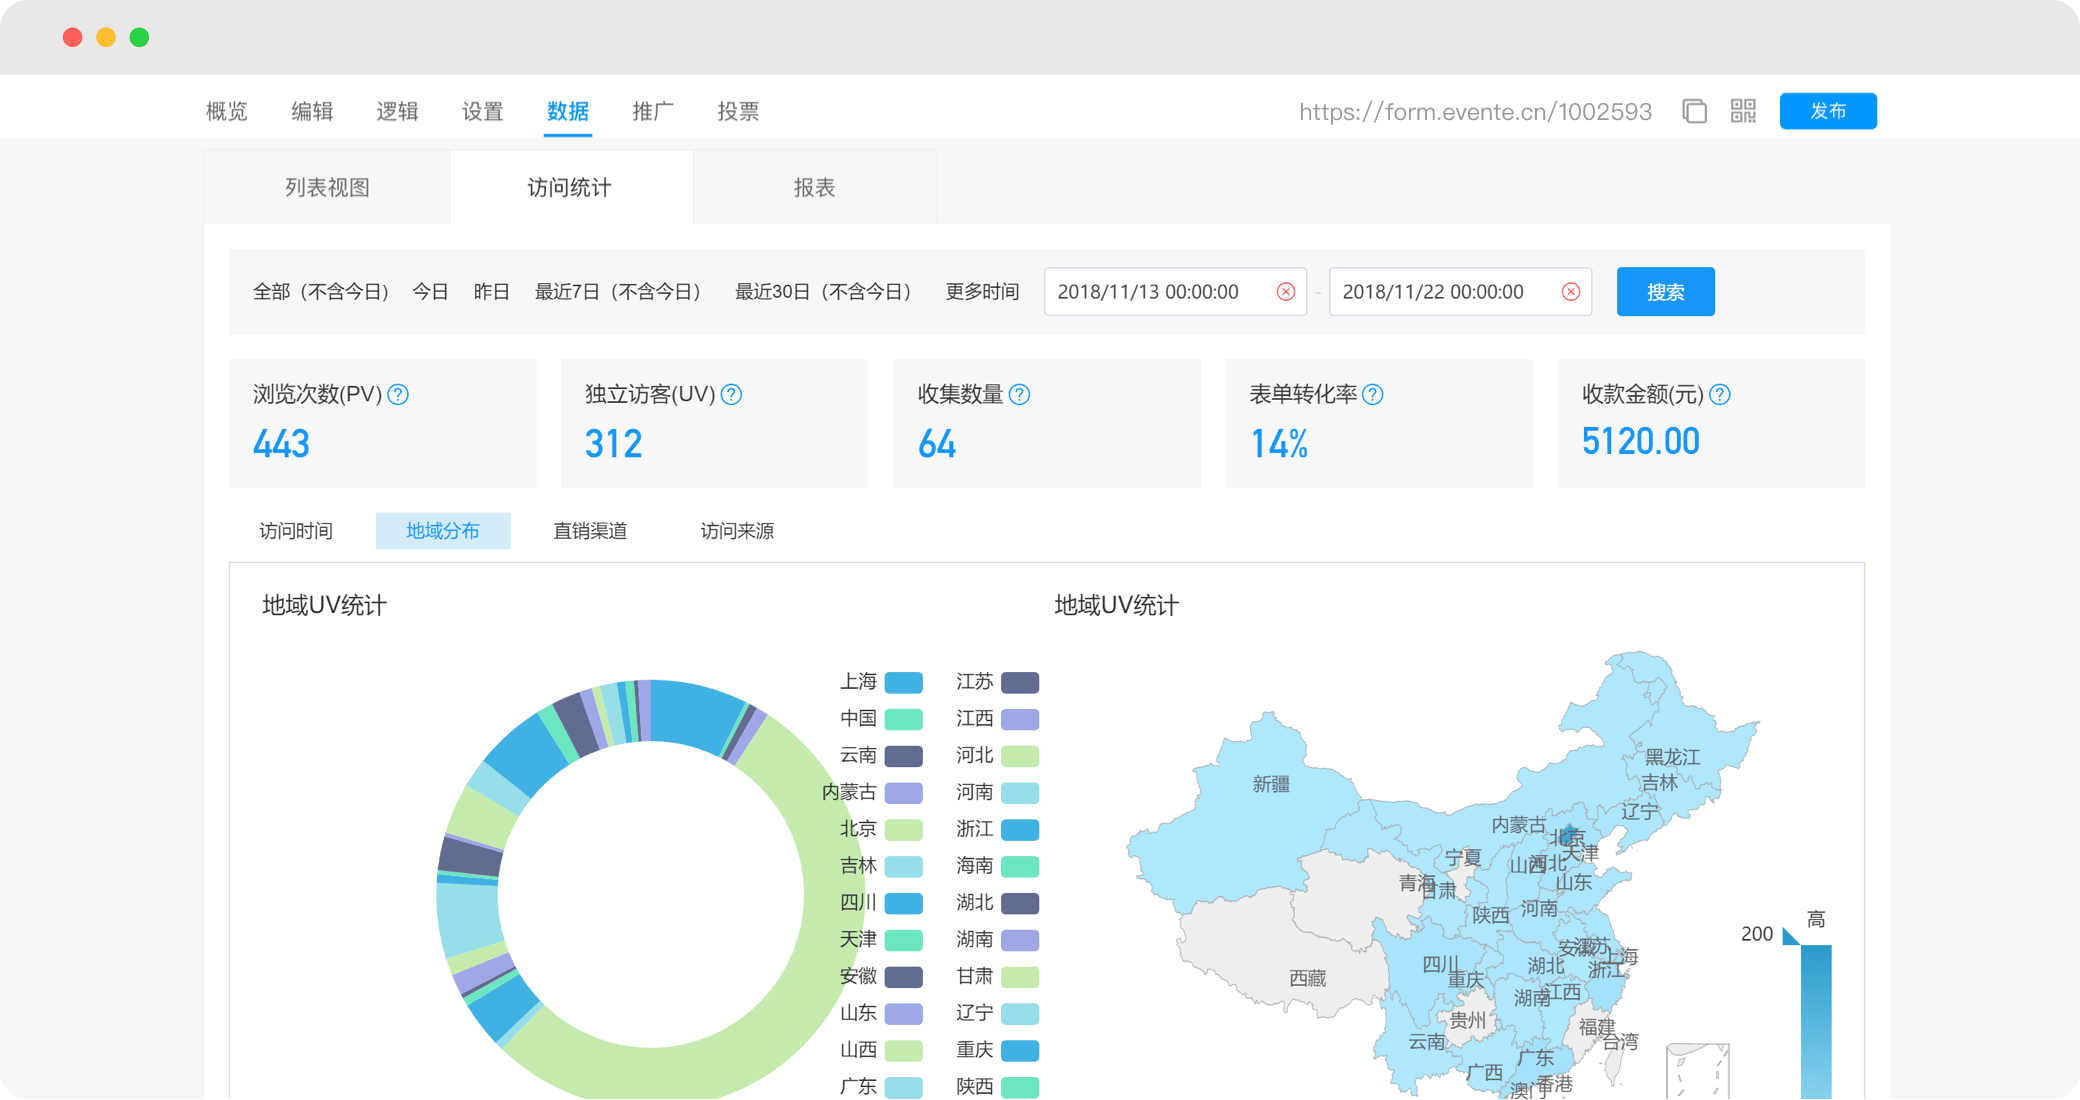 概览 编辑 逻辑 设置 数据 推广 投票 https://form.evente.cn/1002593 发布
列表视图 访问统计 报表
全部（不含今日） 今日 昨日 最近7日（不含今日） 最近30日（不含今日） 更多时间 2018/11/13 00:00:00 - 2018/11/22 00:00:00 搜索
浏览次数(PV) 独立访客(UV) 收集数量 表单转化率 收款金额(元)
443 312 64 14% 5120.00
访问时间 地域分布 直销渠道 访问来源
地域UV统计 地域UV统计
上海 江苏
中国 江西
云南 河北
内蒙古 河南
北京 浙江
吉林 海南
四川 湖北
天津 湖南
安徽 甘肃
山东 辽宁
山西 重庆
广东 陕西
黑龙江
新疆 吉林
辽宁
内蒙古 北京
天津
宁夏 山西 河北
青海 甘肃 山东
陕西 河南
安徽 江苏 上海
四川 湖北 浙江
西藏 重庆
湖南 江西
贵州 福建
云南 台湾
广西 广东
澳门 香港
高
200